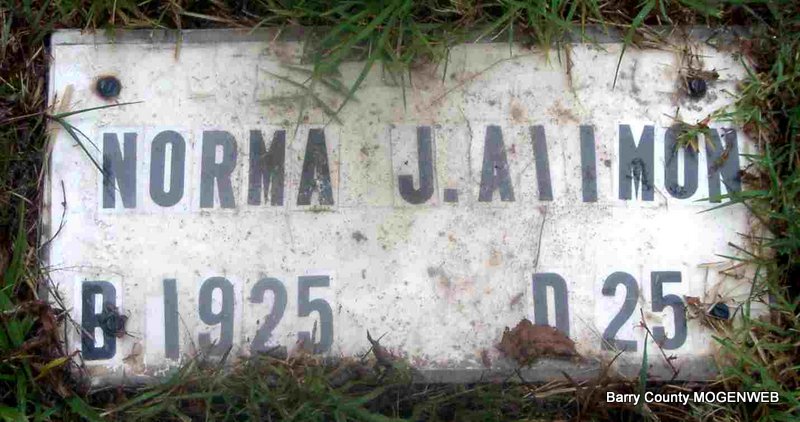 NORMA J. AIIMON
B 1925 D 25
Barry County MOGENWEB